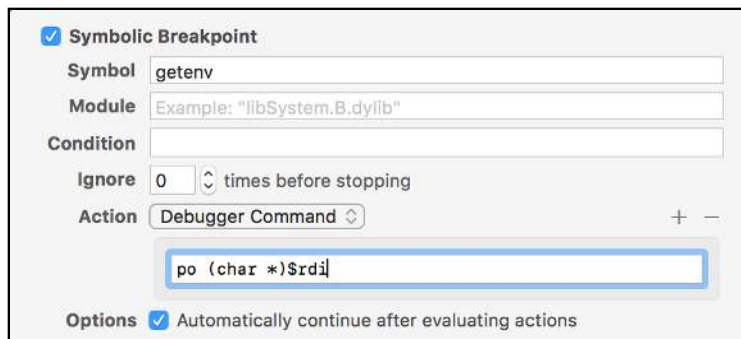 Symbolic Breakpoint
Symbol getenv
Module Example: "libSystem.B.dylib"
Condition
Ignore 0 times before stopping
Action Debugger Command + −
po (char *)$rdi
Options Automatically continue after evaluating actions